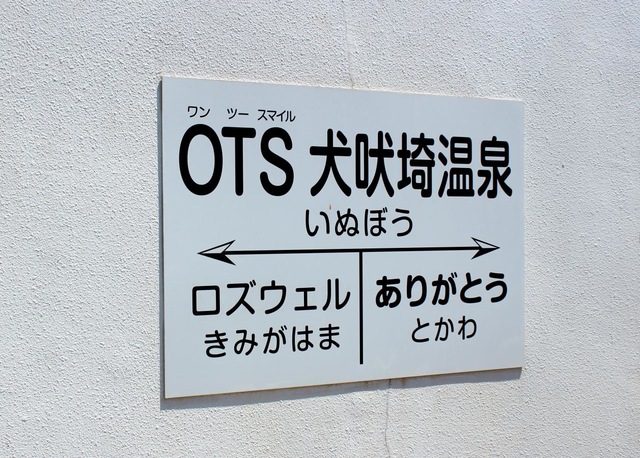 ワン ツー スマイル
OTS 犬吠埼温泉
いぬぼう
ロズウェル
きみがはま
ありがとう
とかわ